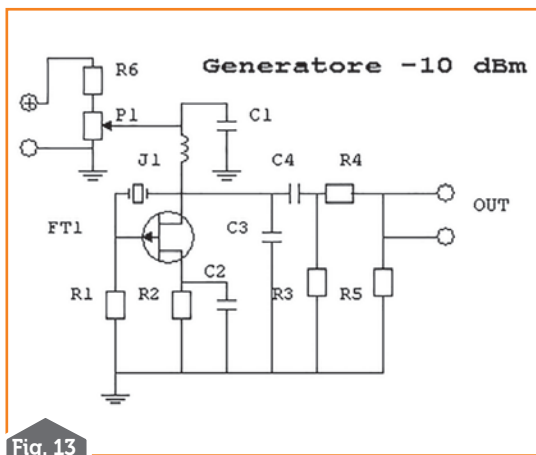 Generatore -10 dBm
R6
P1
C1
J1
C4
R4
OUT
FT1
C3
C2
R1
R2
R3
R5
Fig. 13